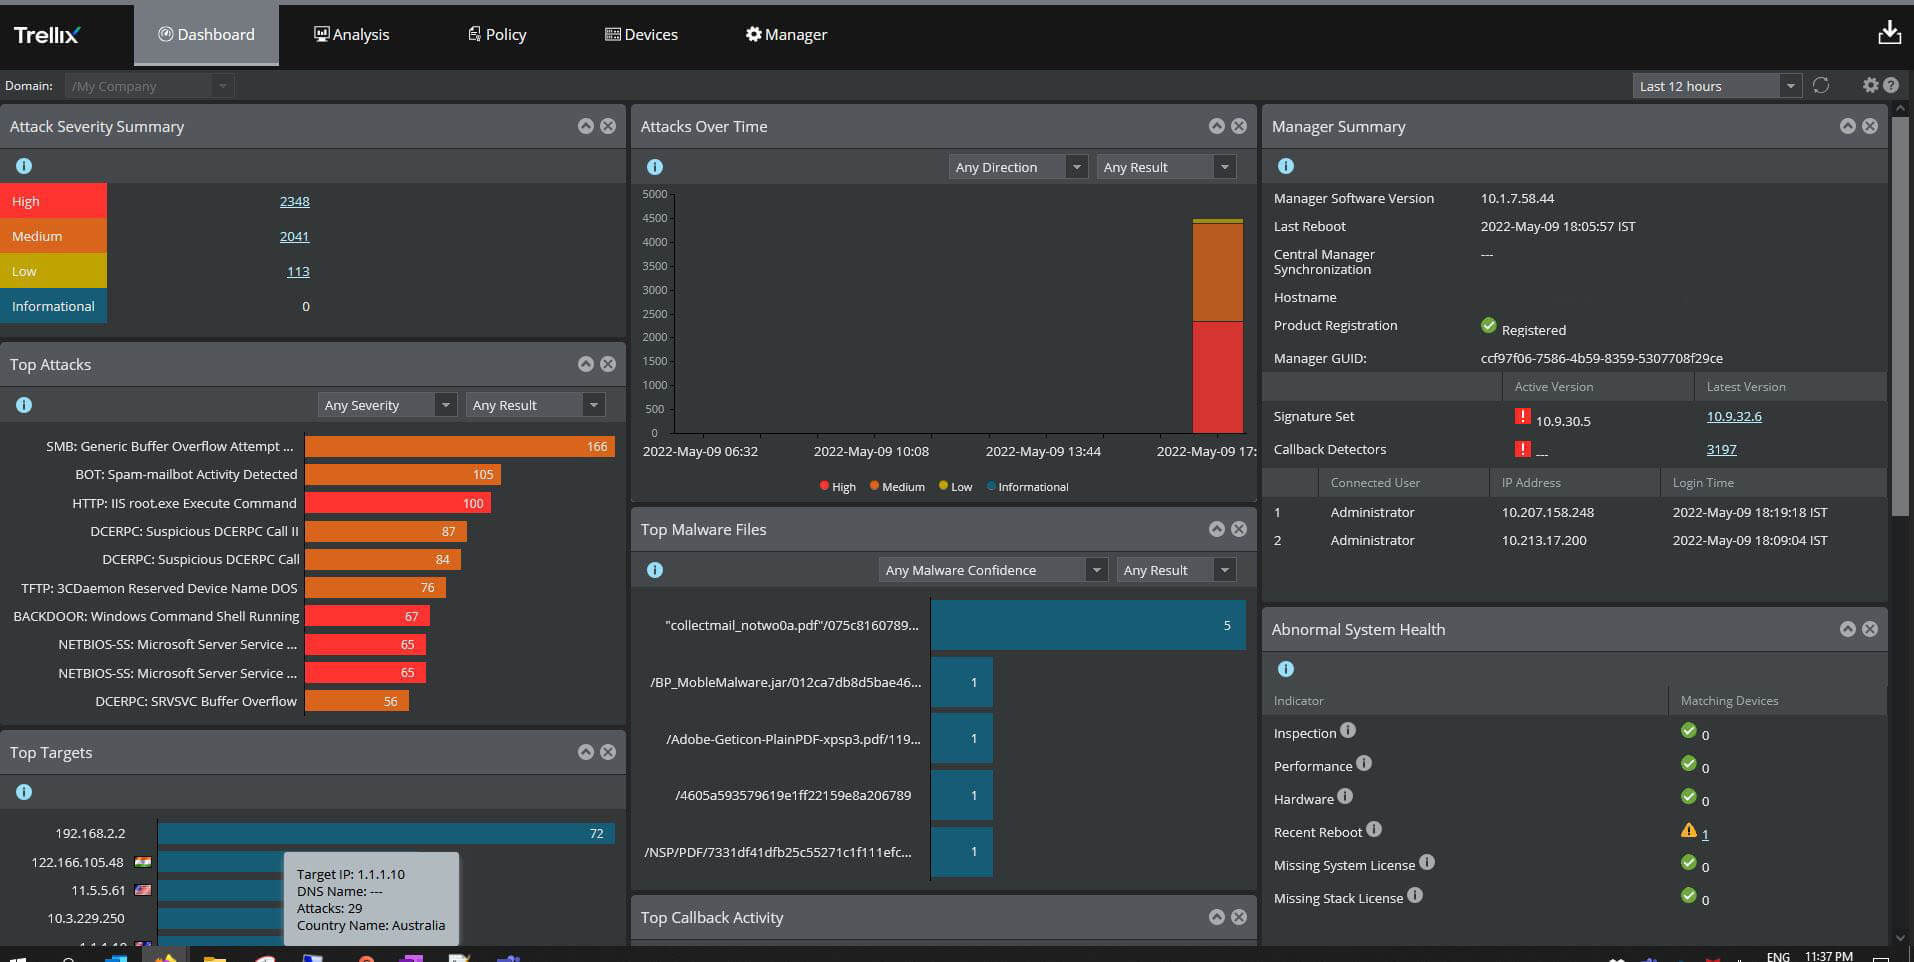 Trellix
Dashboard
Analysis
Policy
Devices
Manager
Domain:
/My Company
Last 12 hours
Attack Severity Summary
High 2348
Medium 2041
Low 113
Informational 0
Top Attacks
Any Severity
Any Result
SMB: Generic Buffer Overflow Attempt ... 166
BOT: Spam-mailbot Activity Detected 105
HTTP: IIS root.exe Execute Command 100
DCERPC: Suspicious DCERPC Call II 87
DCERPC: Suspicious DCERPC Call 84
TFTP: 3CDaemon Reserved Device Name DOS 76
BACKDOOR: Windows Command Shell Running 67
NETBIOS-SS: Microsoft Server Service ... 65
NETBIOS-SS: Microsoft Server Service ... 65
DCERPC: SRVSVC Buffer Overflow 56
Top Targets
192.168.2.2 72
122.166.105.48
11.5.5.61
10.3.229.250
Target IP: 1.1.1.10
DNS Name: ---
Attacks: 29
Country Name: Australia
Attacks Over Time
Any Direction
Any Result
5000
4500
4000
3500
3000
2500
2000
1500
1000
500
0
2022-May-09 06:32
2022-May-09 10:08
2022-May-09 13:44
2022-May-09 17:
High
Medium
Low
Informational
Top Malware Files
Any Malware Confidence
Any Result
"collectmail_notwo0a.pdf"/075c8160789... 5
/BP_MobleMalware.jar/012ca7db8d5bae46... 1
/Adobe-Geticon-PlainPDF-xpsp3.pdf/119... 1
/4605a593579619e1ff22159e8a206789 1
/NSP/PDF/7331df41dfb25c55271c1f111efc... 1
Top Callback Activity
Manager Summary
Manager Software Version 10.1.7.58.44
Last Reboot 2022-May-09 18:05:57 IST
Central Manager
Synchronization ---
Hostname
Product Registration Registered
Manager GUID: ccf97f06-7586-4b59-8359-5307708f29ce
Active Version Latest Version
Signature Set 10.9.30.5 10.9.32.6
Callback Detectors --- 3197
Connected User IP Address Login Time
1 Administrator 10.207.158.248 2022-May-09 18:19:18 IST
2 Administrator 10.213.17.200 2022-May-09 18:09:04 IST
Abnormal System Health
Indicator Matching Devices
Inspection 0
Performance 0
Hardware 0
Recent Reboot 1
Missing System License 0
Missing Stack License 0
ENG
11:37 PM